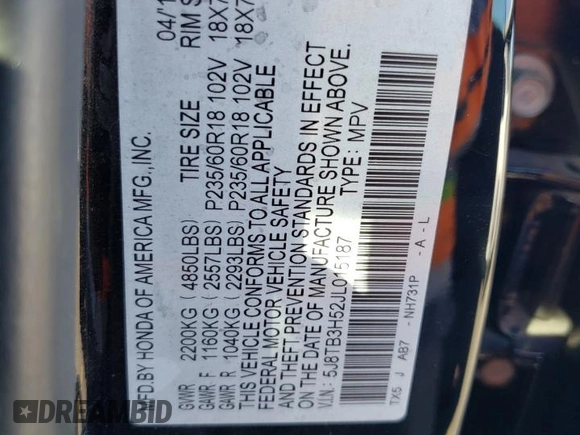 MFD.BY HONDA OF AMERICA MFG.,INC. 04/1
GVWR 2200KG (4850LBS) TIRE SIZE RIM S
GAWR-F 1160KG (2557LBS) P235/60R18 102V 18X7
GAWR R 1040KG (2293LBS) P235/60R18 102V 18X7
THIS VEHICLE CONFORMS TO ALL APPLICABLE
FEDERAL MOTOR VEHICLE SAFETY
AND THEFT PREVENTION STANDARDS IN EFFECT
ON THE DATE OF MANUFACTURE SHOWN ABOVE.
V.I.N.: 5J8TB3H52JL015187 TYPE: MPV
TX5 J AB7 - NH731P - A - L
AUTOHELPERBOT.COM